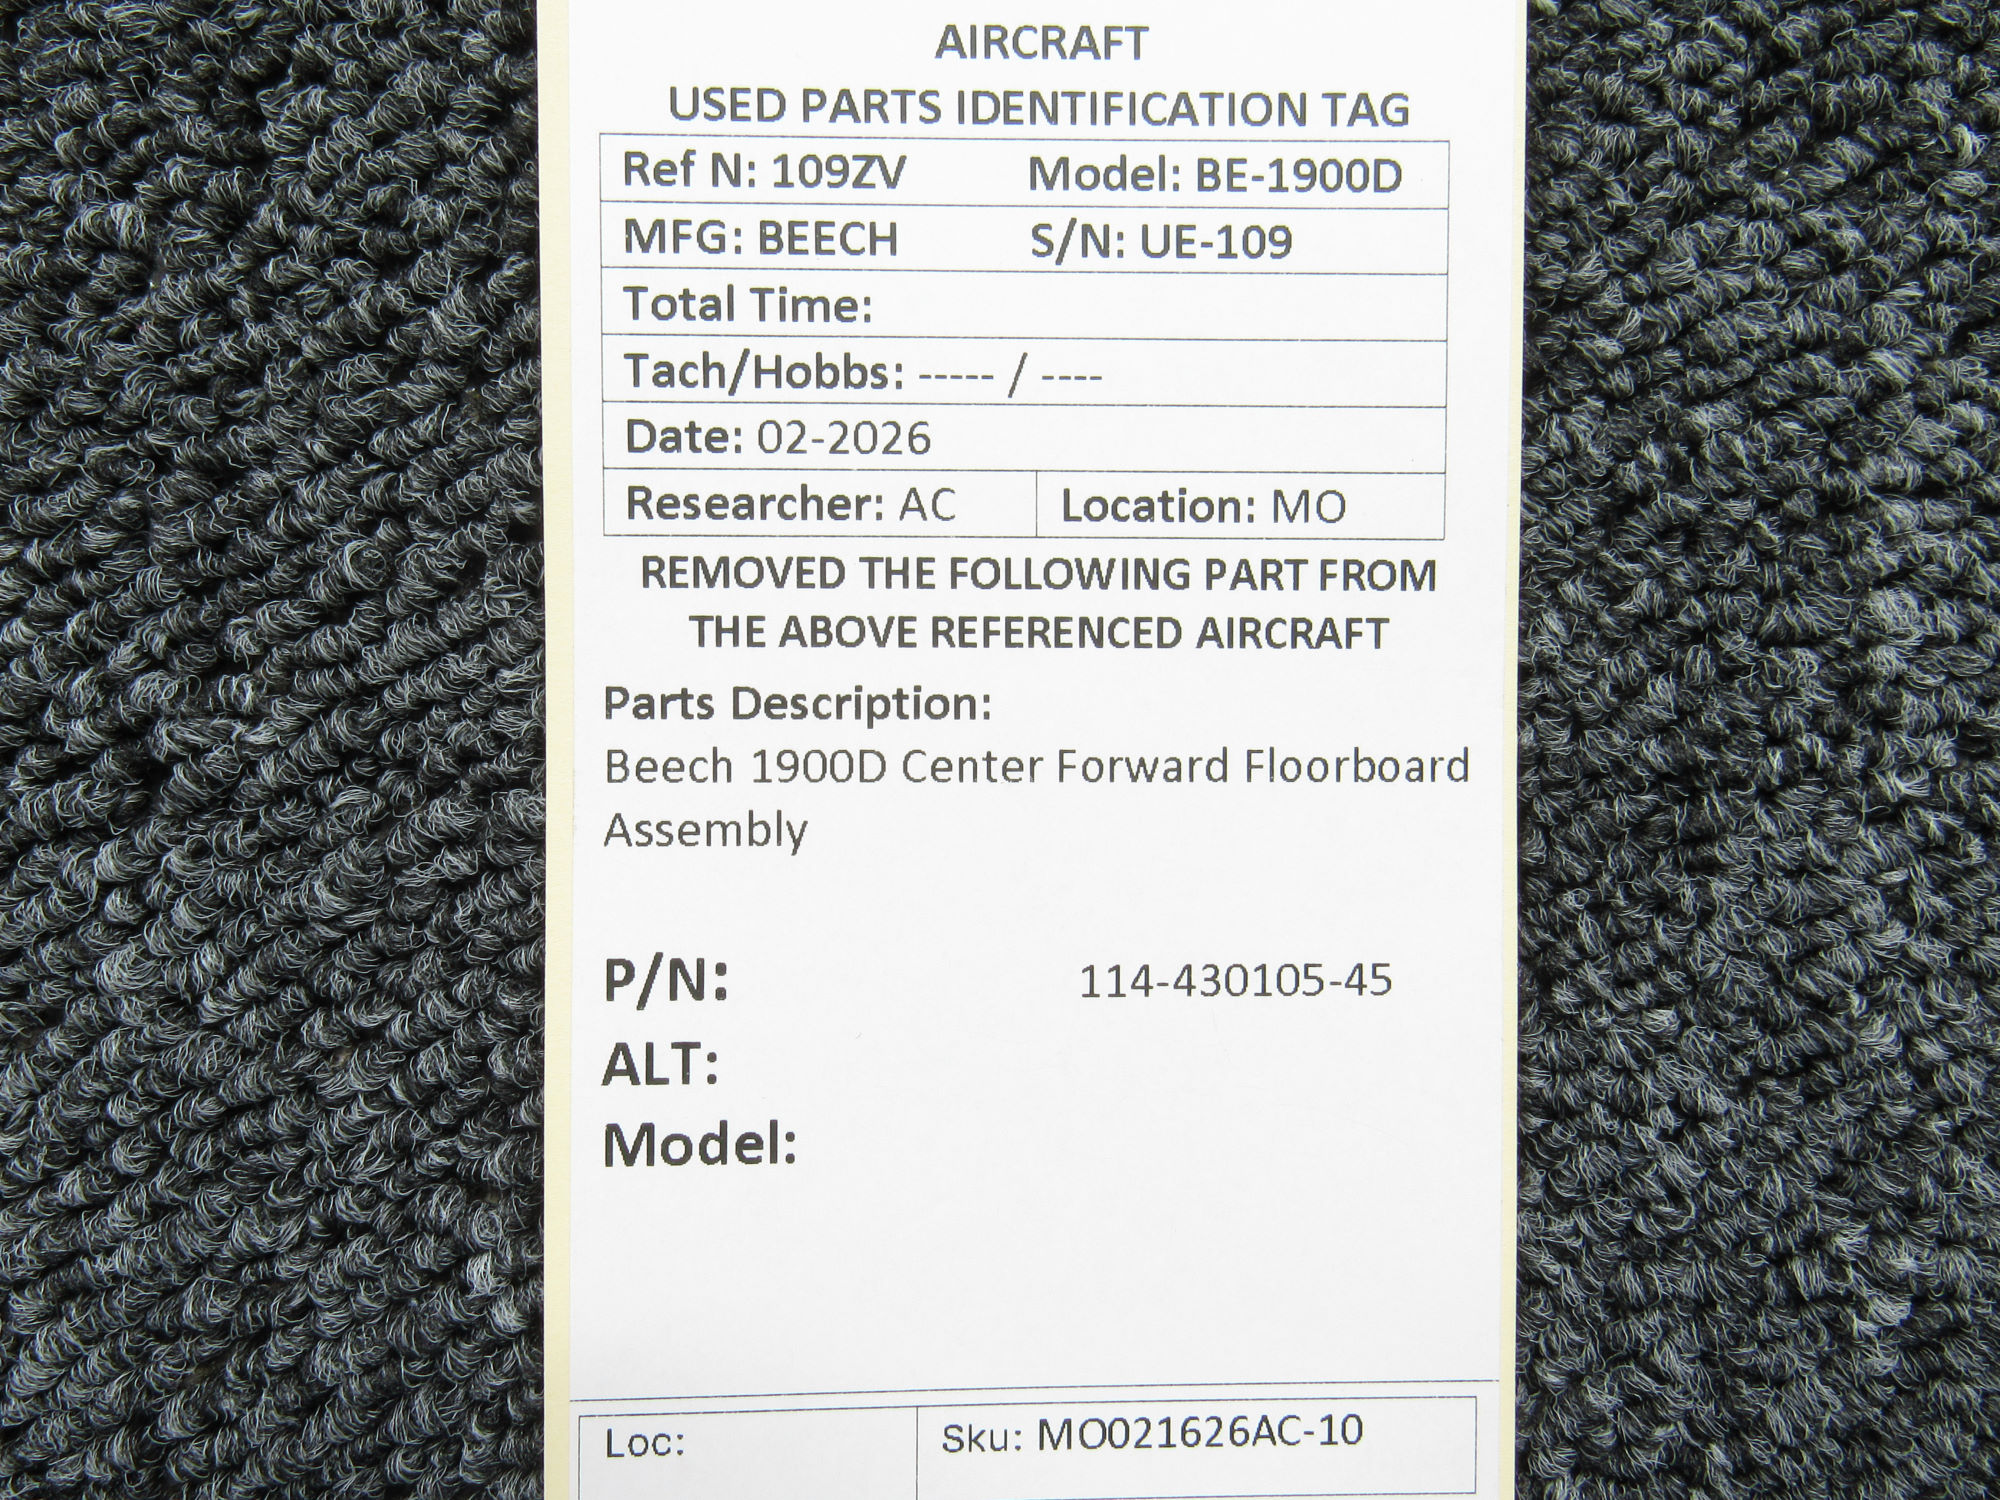 AIRCRAFT
USED PARTS IDENTIFICATION TAG
Ref N: 109ZV Model: BE-1900D
MFG: BEECH S/N: UE-109
Total Time:
Tach/Hobbs: ----- / ----
Date: 02-2026
Researcher: AC Location: MO
REMOVED THE FOLLOWING PART FROM
THE ABOVE REFERENCED AIRCRAFT
Parts Description:
Beech 1900D Center Forward Floorboard
Assembly
P/N: 114-430105-45
ALT:
Model:
Loc: Sku: MO021626AC-10